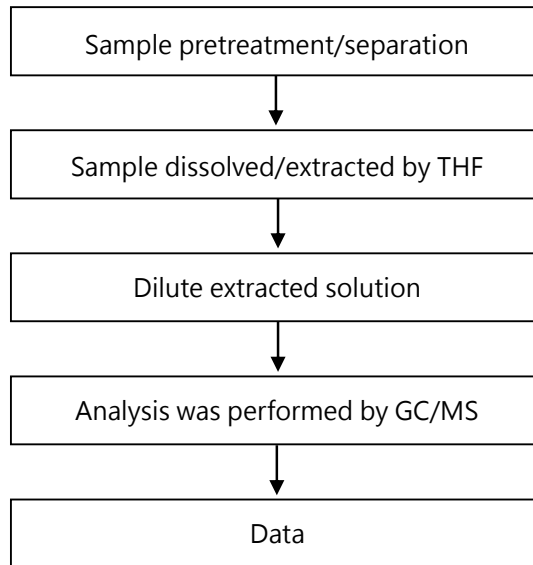 Sample pretreatment/separation
Sample dissolved/extracted by THF
Dilute extracted solution
Analysis was performed by GC/MS
Data